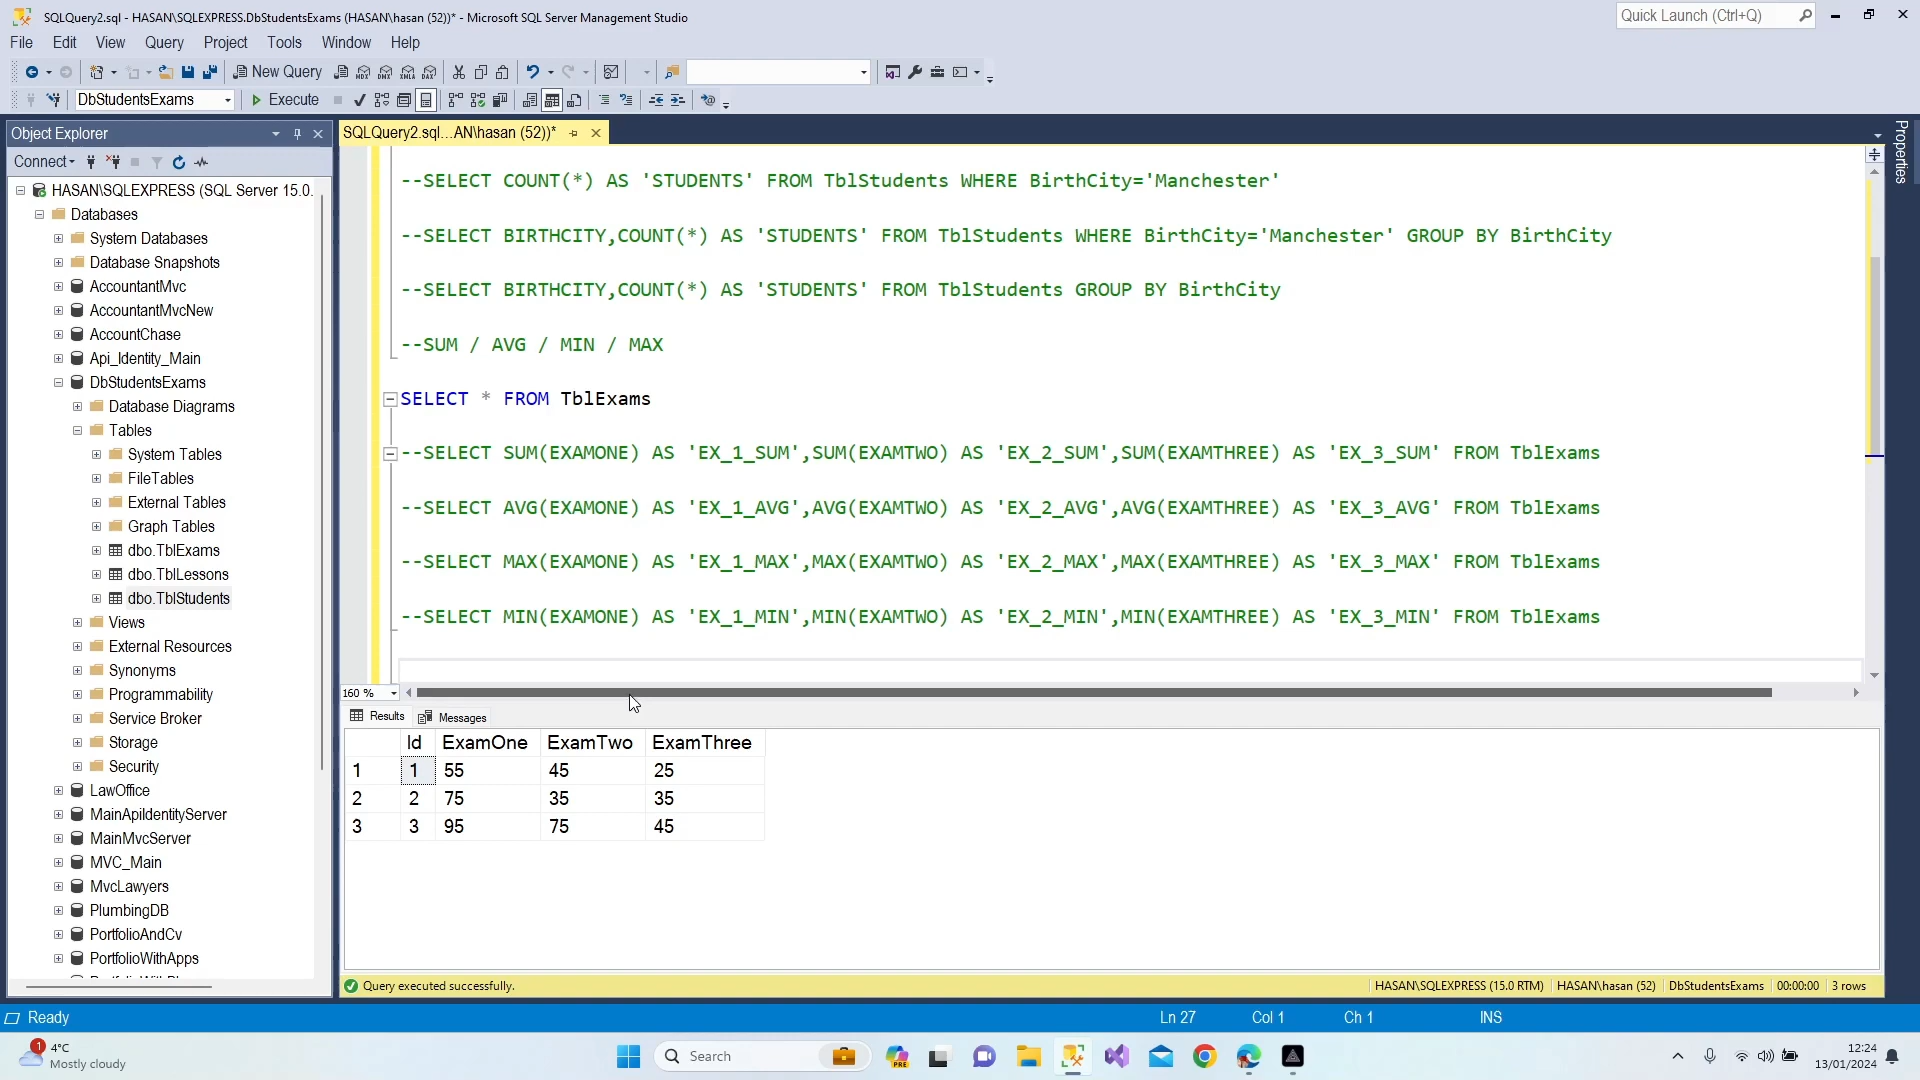 SQLQuery2.sql - HASAN\SQLEXPRESS.DbStudentsExams (HASAN\hasan (52))* - Microsoft SQL Server Management Studio
Quick Launch (Ctrl+Q)
File Edit View Query Project Tools Window Help
New Query
DbStudentsExams
Execute
Object Explorer
SQLQuery2.sql...AN\hasan (52))*
Properties
Connect
HASAN\SQLEXPRESS (SQL Server 15.0.
Databases
System Databases
Database Snapshots
AccountantMvc
AccountantMvcNew
AccountChase
Api_Identity_Main
DbStudentsExams
Database Diagrams
Tables
System Tables
FileTables
External Tables
Graph Tables
dbo.TblExams
dbo.TblLessons
dbo.TblStudents
Views
External Resources
Synonyms
Programmability
Service Broker
Storage
Security
LawOffice
MainApiIdentityServer
MainMvcServer
MVC_Main
MvcLawyers
PlumbingDB
PortfolioAndCv
PortfolioWithApps
--SELECT COUNT(*) AS 'STUDENTS' FROM TblStudents WHERE BirthCity='Manchester'
--SELECT BIRTHCITY,COUNT(*) AS 'STUDENTS' FROM TblStudents WHERE BirthCity='Manchester' GROUP BY BirthCity
--SELECT BIRTHCITY,COUNT(*) AS 'STUDENTS' FROM TblStudents GROUP BY BirthCity
--SUM / AVG / MIN / MAX
SELECT * FROM TblExams
--SELECT SUM(EXAMONE) AS 'EX_1_SUM',SUM(EXAMTWO) AS 'EX_2_SUM',SUM(EXAMTHREE) AS 'EX_3_SUM' FROM TblExams
--SELECT AVG(EXAMONE) AS 'EX_1_AVG',AVG(EXAMTWO) AS 'EX_2_AVG',AVG(EXAMTHREE) AS 'EX_3_AVG' FROM TblExams
--SELECT MAX(EXAMONE) AS 'EX_1_MAX',MAX(EXAMTWO) AS 'EX_2_MAX',MAX(EXAMTHREE) AS 'EX_3_MAX' FROM TblExams
--SELECT MIN(EXAMONE) AS 'EX_1_MIN',MIN(EXAMTWO) AS 'EX_2_MIN',MIN(EXAMTHREE) AS 'EX_3_MIN' FROM TblExams
160 %
Results Messages
Id ExamOne ExamTwo ExamThree
1 1 55 45 25
2 2 75 35 35
3 3 95 75 45
Query executed successfully.
HASAN\SQLEXPRESS (15.0 RTM) HASAN\hasan (52) DbStudentsExams 00:00:00 3 rows
Ready Ln 27 Col 1 Ch 1 INS
1
4°C
Mostly cloudy
Search
PRE
12:24
13/01/2024